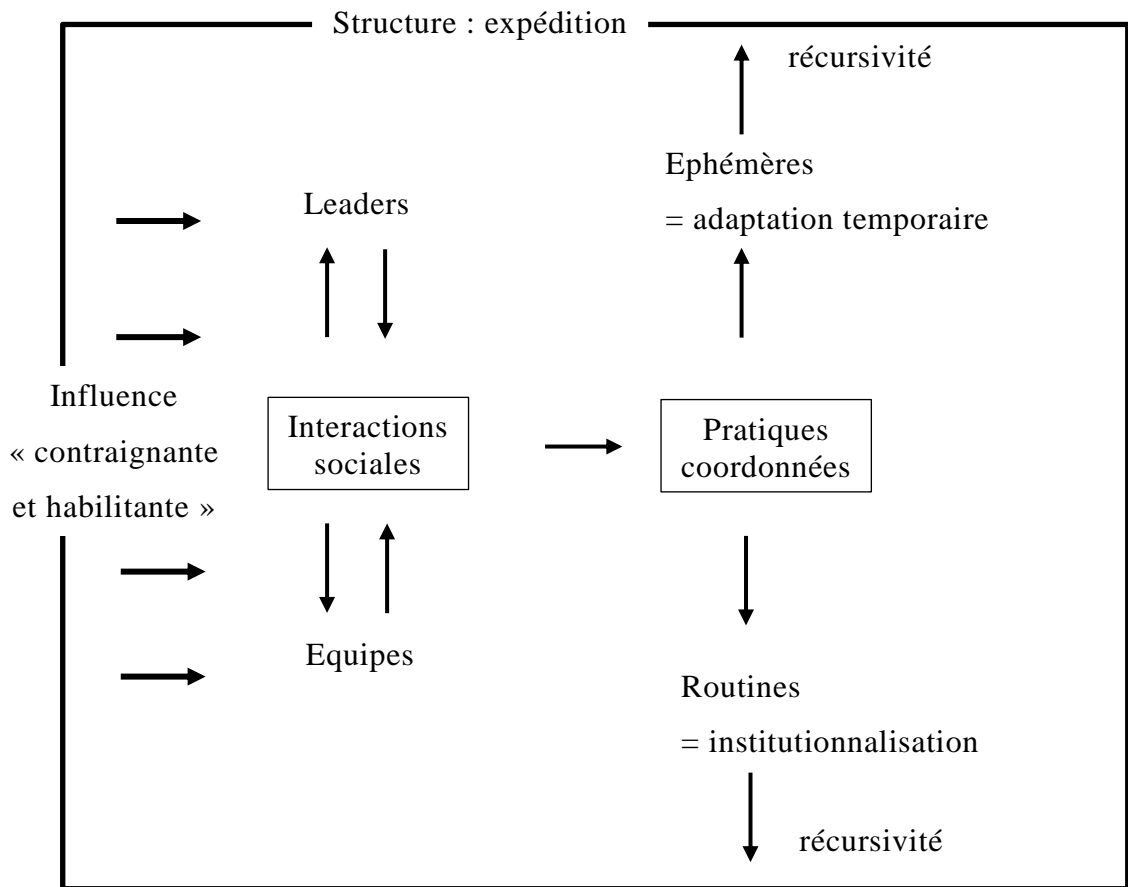 Structure : expédition
récursivité
Ephémères
= adaptation temporaire
Leaders
Influence
« contraignante
et habilitante »
Interactions
sociales
Pratiques
coordonnées
Equipes
Routines
= institutionnalisation
récursivité